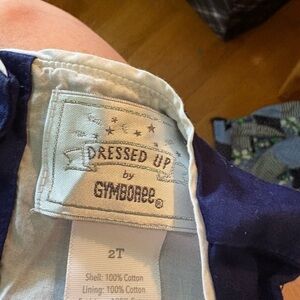 DRESSED UP
by
GYMBOREE®
2T
Shell: 100% Cotton
Lining: 100% Cotton